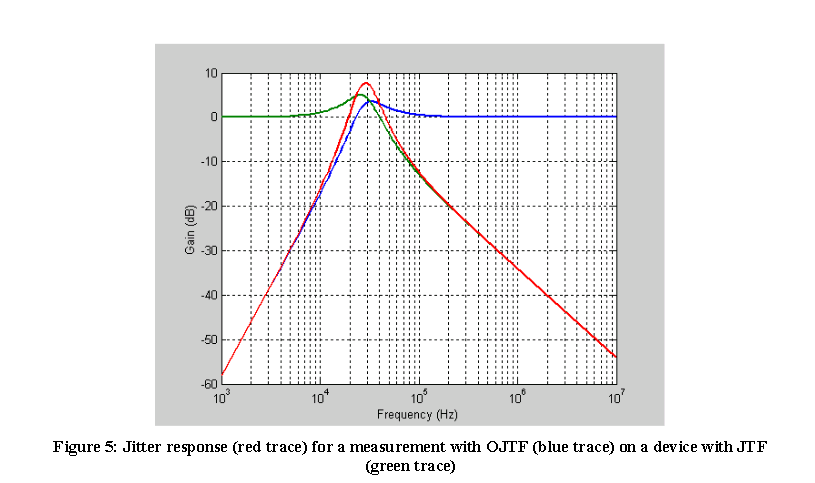 10
0
-10
-20
-30
-40
-50
-60
Gain (dB)
10^3 10^4 10^5 10^6 10^7
Frequency (Hz)
Figure 5: Jitter response (red trace) for a measurement with OJTF (blue trace) on a device with JTF
(green trace)